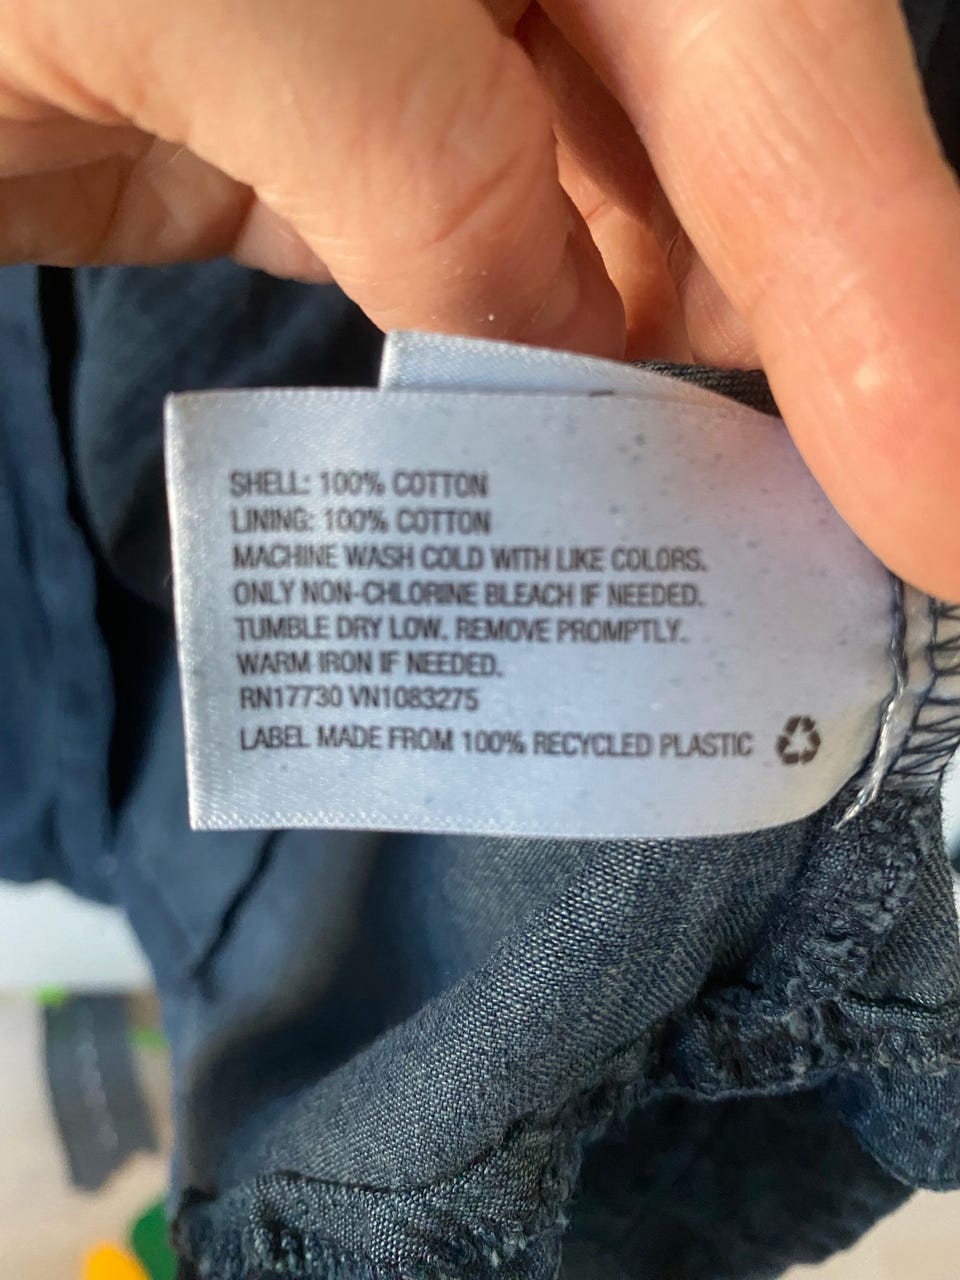 SHELL: 100% COTTON
LINING: 100% COTTON
MACHINE WASH COLD WITH LIKE COLORS.
ONLY NON-CHLORINE BLEACH IF NEEDED.
TUMBLE DRY LOW. REMOVE PROMPTLY.
WARM IRON IF NEEDED.
RN17730 VN1083275
LABEL MADE FROM 100% RECYCLED PLASTIC